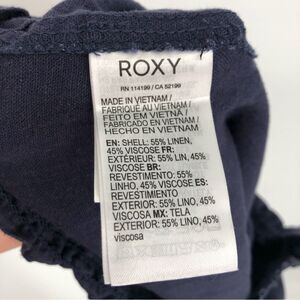 ROXY
RN 114199 / CA 52199
MADE IN VIETNAM /
FABRIQUÉ AU VIETNAM /
FEITO EM VIETNÃ /
FABRICADO EN VIETNAM /
HECHO EN VIETNAM
EN: SHELL: 55% LINEN,
45% VISCOSE FR:
EXTÉRIEUR: 55% LIN, 45%
VISCOSE BR:
REVESTIMENTO: 55%
LINHO, 45% VISCOSE ES:
REVESTIMIENTO
EXTERIOR: 55% LINO, 45%
VISCOSA MX: TELA
EXTERIOR: 55% LINO, 45%
viscosa